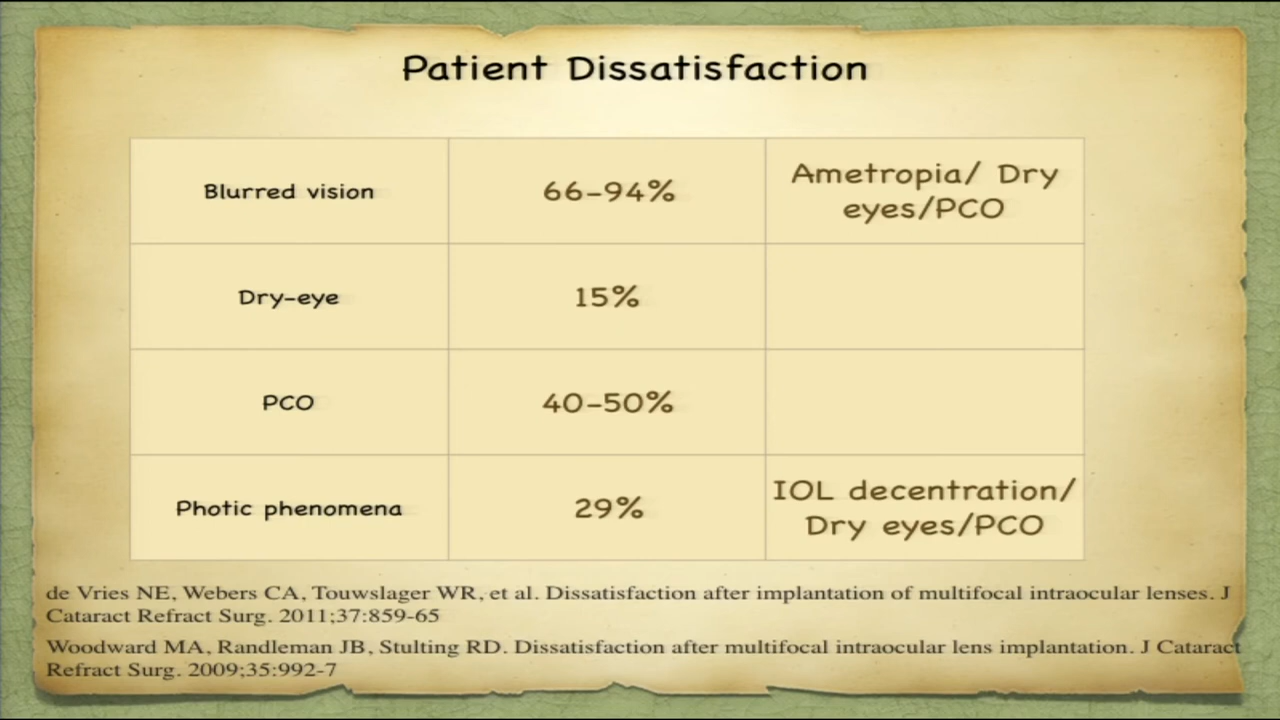 Patient Dissatisfaction
Blurred vision
66-94%
Ametropia/ Dry
eyes/PCO
Dry-eye
15%
PCO
40-50%
Photic phenomena
29%
IOL decentration/
Dry eyes/PCO
de Vries NE, Webers CA, Touwslager WR, et al. Dissatisfaction after implantation of multifocal intraocular lenses. J
Cataract Refract Surg. 2011;37:859-65
Woodward MA, Randleman JB, Stulting RD. Dissatisfaction after multifocal intraocular lens implantation. J Cataract
Refract Surg. 2009;35:992-7